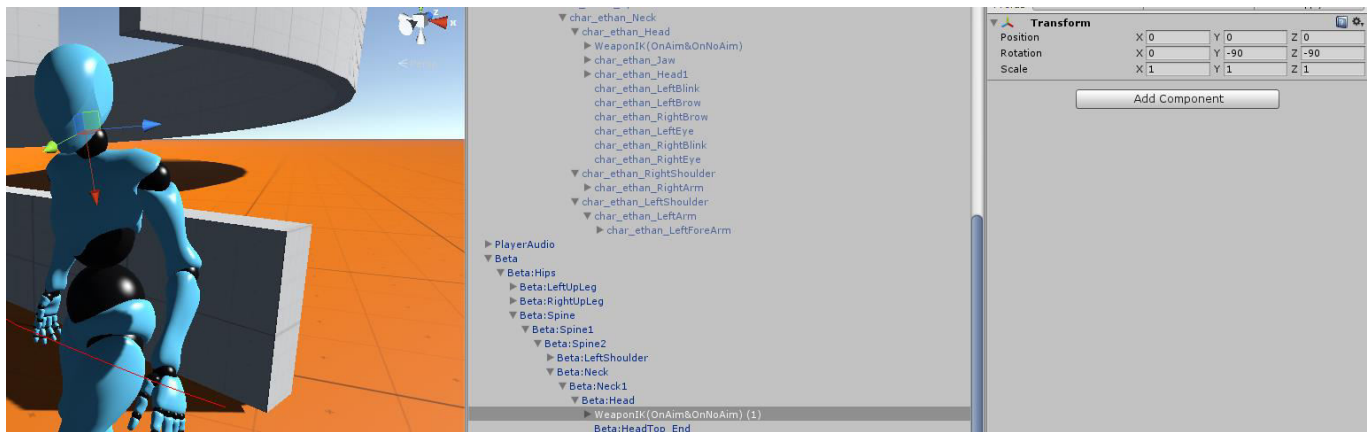 char_ethan_Neck
char_ethan_Head
WeaponIK(OnAim&OnNoAim)
char_ethan_Jaw
char_ethan_Head1
char_ethan_LeftBlink
char_ethan_LeftBrow
char_ethan_RightBrow
char_ethan_LeftEye
char_ethan_RightBlink
char_ethan_RightEye
char_ethan_RightShoulder
char_ethan_RightArm
char_ethan_LeftShoulder
char_ethan_LeftArm
char_ethan_LeftForeArm
PlayerAudio
Beta
Beta:Hips
Beta:LeftUpLeg
Beta:RightUpLeg
Beta:Spine
Beta:Spine1
Beta:Spine2
Beta:LeftShoulder
Beta:Neck
Beta:Neck1
Beta:Head
WeaponIK(OnAim&OnNoAim) (1)
Beta:HeadTop_End
Transform
Position X 0 Y 0 Z 0
Rotation X 0 Y -90 Z -90
Scale X 1 Y 1 Z 1
Add Component